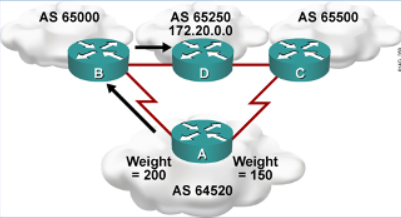 AS 65000
AS 65250
172.20.0.0
AS 65500
B
D
C
A
Weight
= 200
Weight
= 150
AS 64520